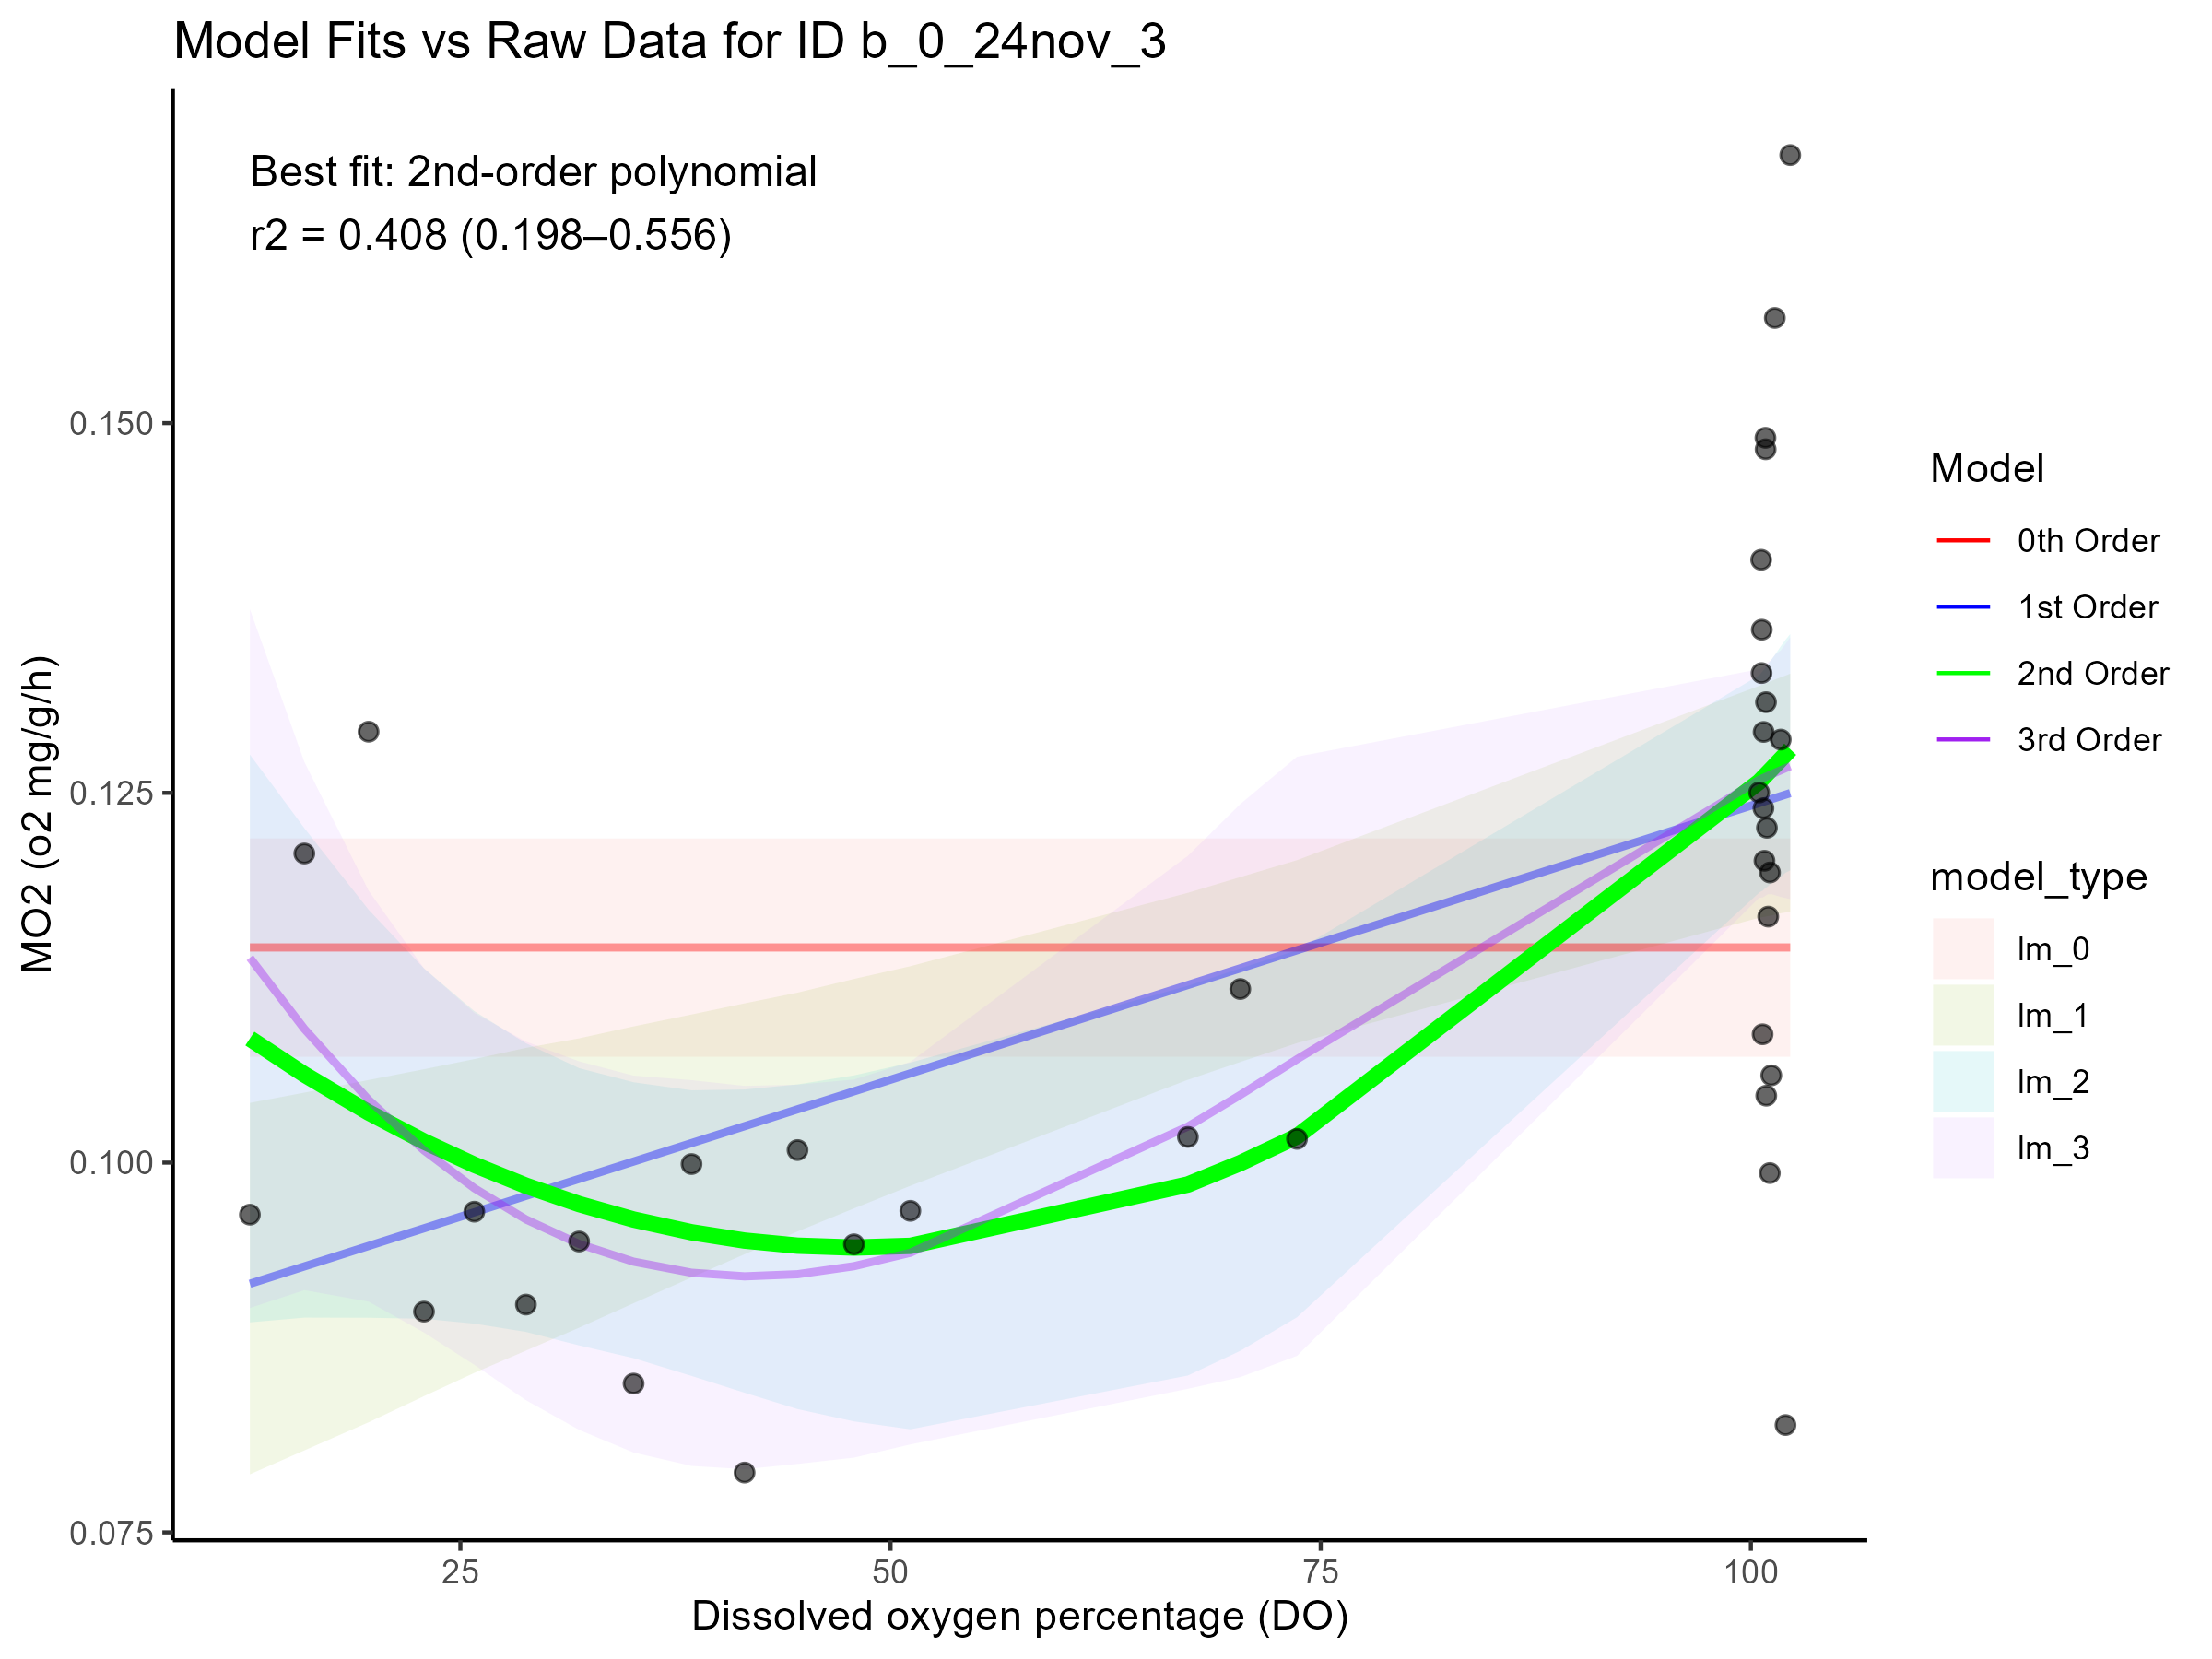 Model Fits vs Raw Data for ID b_0_24nov_3
Best fit: 2nd-order polynomial
r2 = 0.408 (0.198–0.556)
MO2 (o2 mg/g/h)
0.150
0.125
0.100
0.075
25
50
75
100
Dissolved oxygen percentage (DO)
Model
0th Order
1st Order
2nd Order
3rd Order
model_type
lm_0
lm_1
lm_2
lm_3